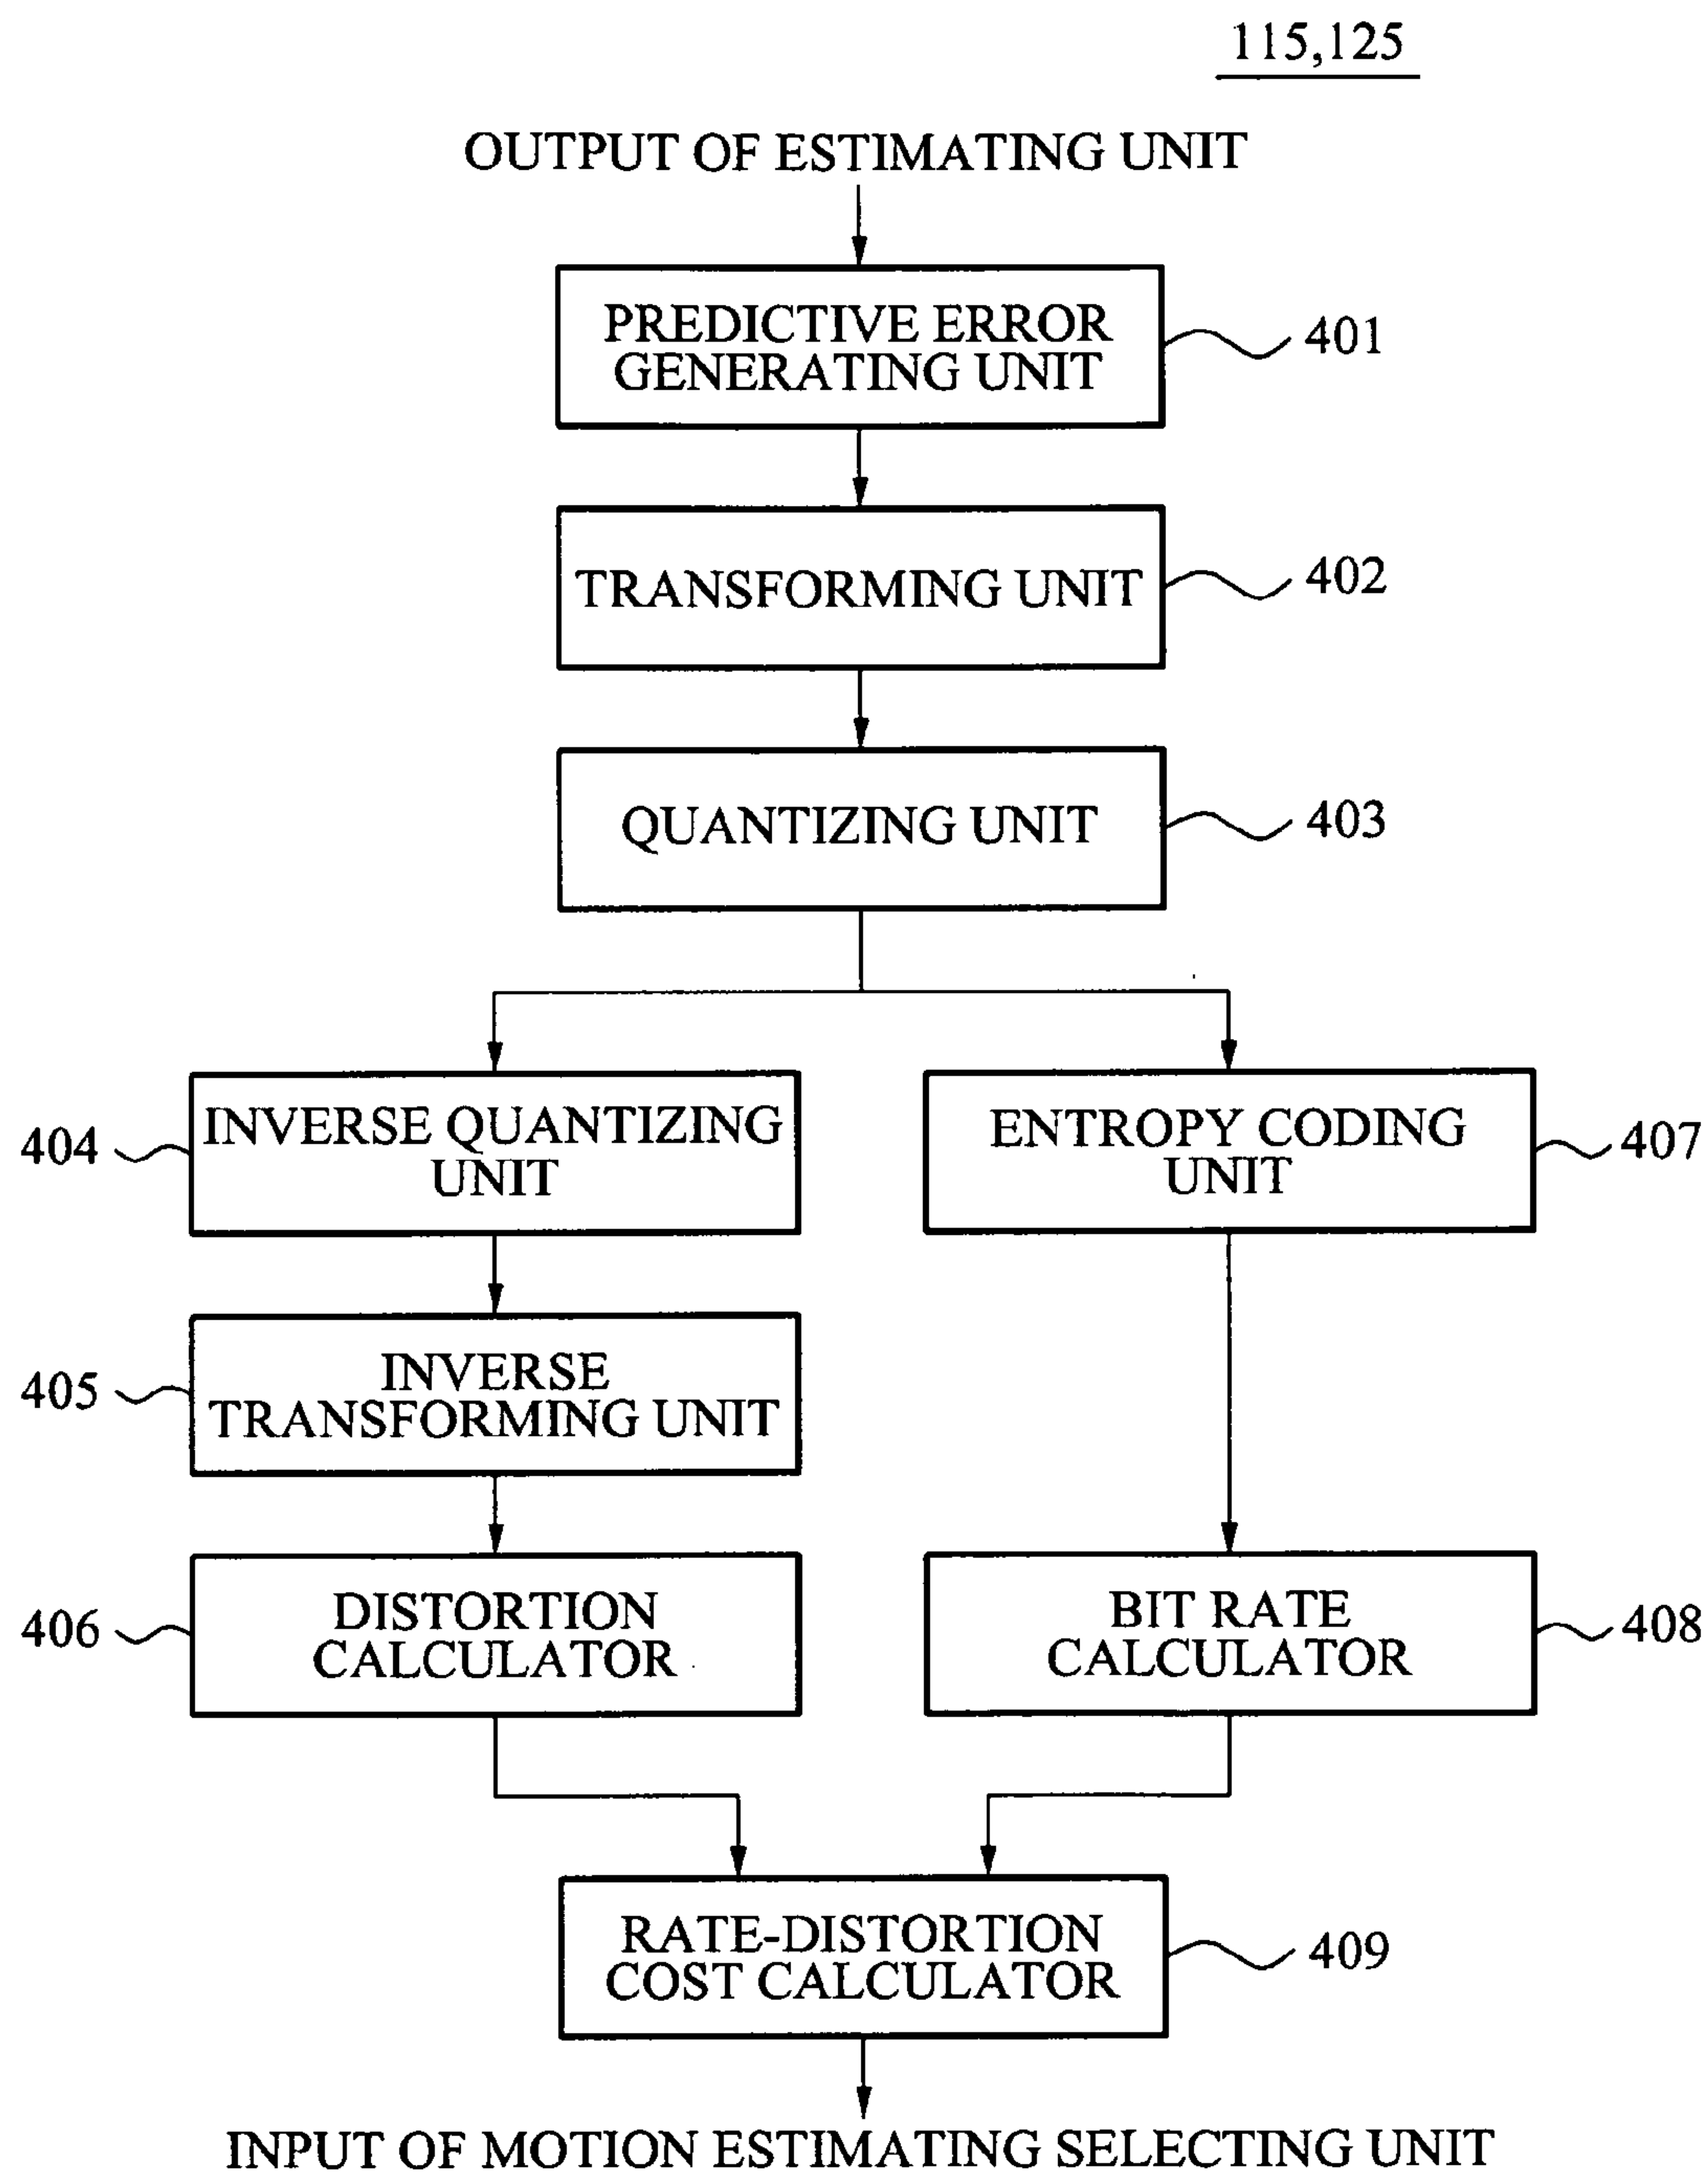 115,125
OUTPUT OF ESTIMATING UNIT
PREDICTIVE ERROR
GENERATING UNIT
401
TRANSFORMING UNIT
402
QUANTIZING UNIT
403
404
INVERSE QUANTIZING
UNIT
ENTROPY CODING
UNIT
407
405
INVERSE
TRANSFORMING UNIT
406
DISTORTION
CALCULATOR
BIT RATE
CALCULATOR
408
RATE-DISTORTION
COST CALCULATOR
409
INPUT OF MOTION ESTIMATING SELECTING UNIT